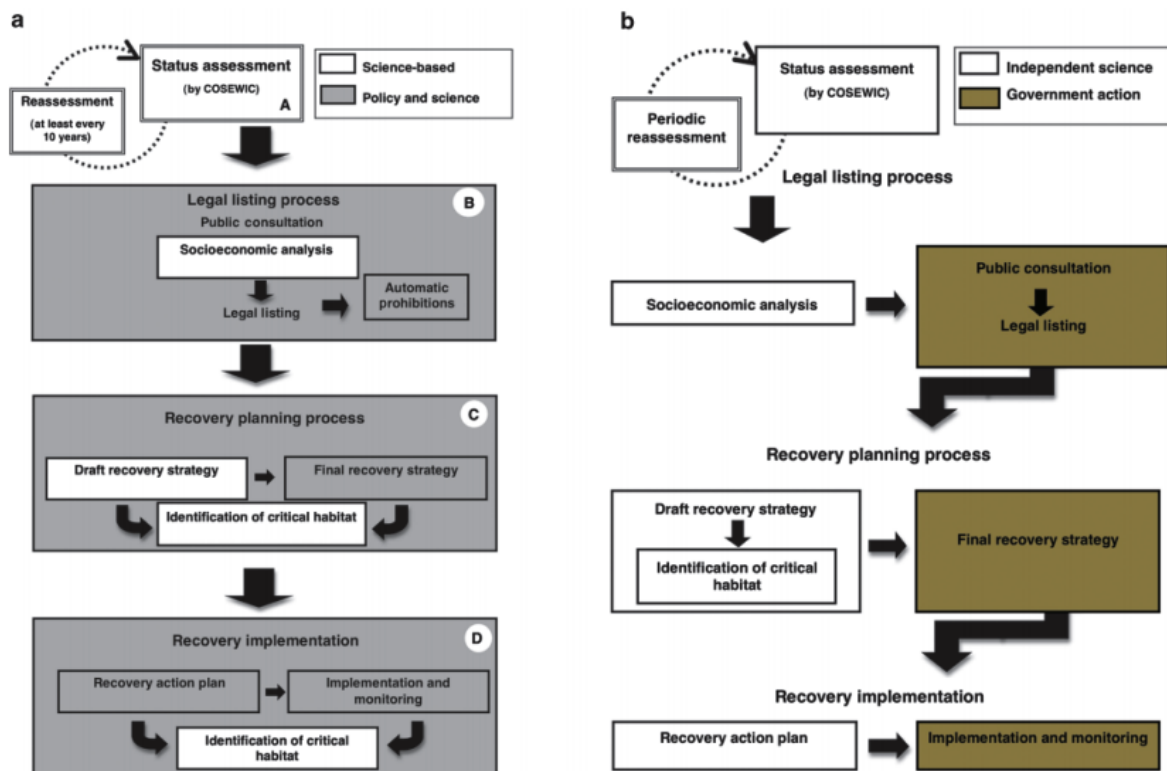 a
Status assessment
(by COSEWIC)
A
Reassessment
(at least every
10 years)
Science-based
Policy and science
Legal listing process
B
Public consultation
Socioeconomic analysis
Legal listing
Automatic
prohibitions
Recovery planning process
C
Draft recovery strategy
Final recovery strategy
Identification of critical habitat
Recovery implementation
D
Recovery action plan
Implementation and
monitoring
Identification of critical
habitat
b
Status assessment
(by COSEWIC)
Periodic
reassessment
Independent science
Government action
Legal listing process
Socioeconomic analysis
Public consultation
Legal listing
Recovery planning process
Draft recovery strategy
Identification of critical
habitat
Final recovery strategy
Recovery implementation
Recovery action plan
Implementation and monitoring